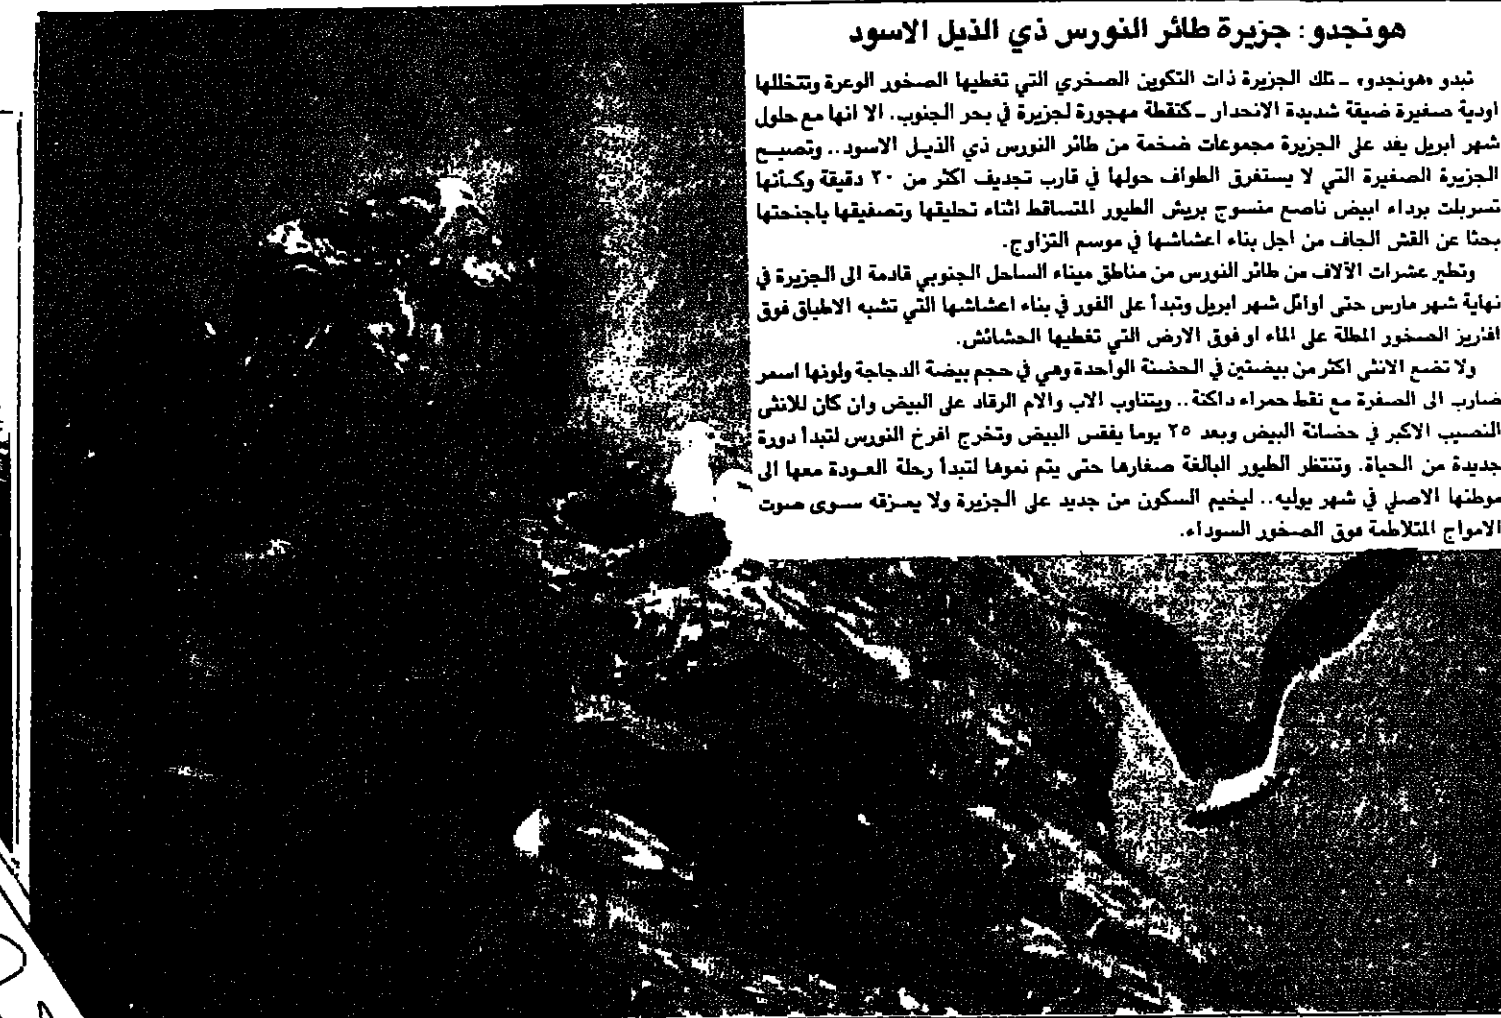 هونجدو: جزيرة طائر النورس ذي الذيل الاسود
تبدو «هونجدو» ـ تلك الجزيرة ذات التكوين الصخري التي تغطيها الصخور الوعرة وتتخللها
اودية صغيرة ضيقة شديدة الانحدار ـ كنقطة مهجورة لجزيرة في بحر الجنوب. الا انها مع حلول
شهر ابريل يفد على الجزيرة مجموعات ضخمة من طائر النورس ذي الذيل الاسود.. وتصبح
الجزيرة الصغيرة التي لا يستغرق الطواف حولها في قارب تجديف اكثر من ٢٠ دقيقة وكأنها
تسربلت برداء ابيض ناصع منسوج بريش الطيور المتساقط اثناء تحليقها وتصفيقها باجنحتها
بحثا عن القش الجاف من اجل بناء اعشاشها في موسم التزاوج.
وتطير عشرات الآلاف من طائر النورس من مناطق ميناء الساحل الجنوبي قادمة الى الجزيرة في
نهاية شهر مارس حتى اوائل شهر ابريل وتبدأ على الفور في بناء اعشاشها التي تشبه الاطباق فوق
افاريز الصخور المطلة على الماء او فوق الارض التي تغطيها الحشائش.
ولا تضع الانثى اكثر من بيضتين في الحضنة الواحدة وهي في حجم بيضة الدجاجة ولونها اسمر
ضارب الى الصفرة مع نقط حمراء داكنة.. ويتناوب الاب والام الرقاد على البيض وان كان للانثى
النصيب الاكبر في حضانة البيض وبعد ٢٥ يوما يفقس البيض وتخرج افرخ النورس لتبدأ دورة
جديدة من الحياة. وتنتظر الطيور البالغة صغارها حتى يتم نموها لتبدأ رحلة العودة معها الى
موطنها الاصلي في شهر يوليه.. ليخيم السكون من جديد على الجزيرة ولا يمزقه سوى صوت
الامواج المتلاطمة فوق الصخور السوداء.